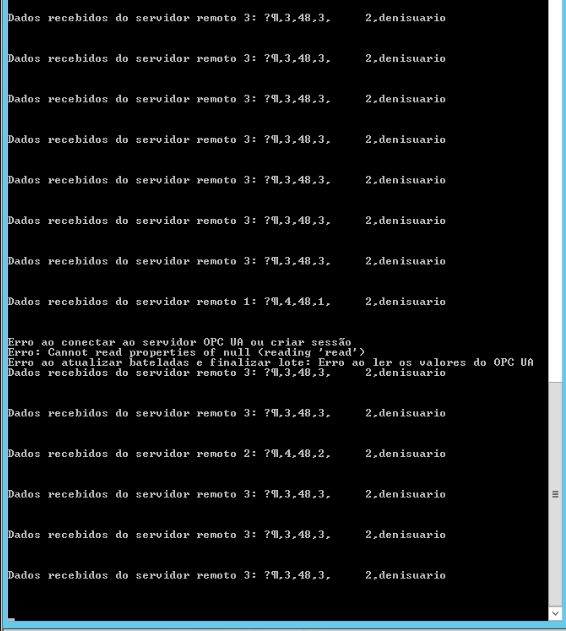 Dados recebidos do servidor remoto 3: ?¶,3,48,3,     2,denisuario
Dados recebidos do servidor remoto 3: ?¶,3,48,3,     2,denisuario
Dados recebidos do servidor remoto 3: ?¶,3,48,3,     2,denisuario
Dados recebidos do servidor remoto 3: ?¶,3,48,3,     2,denisuario
Dados recebidos do servidor remoto 3: ?¶,3,48,3,     2,denisuario
Dados recebidos do servidor remoto 3: ?¶,3,48,3,     2,denisuario
Dados recebidos do servidor remoto 3: ?¶,3,48,3,     2,denisuario
Dados recebidos do servidor remoto 1: ?¶,4,48,1,     2,denisuario
Erro ao conectar ao servidor OPC UA ou criar sessão
Erro: Cannot read properties of null (reading 'read')
Erro ao atualizar bateladas e finalizar lote: Erro ao ler os valores do OPC UA
Dados recebidos do servidor remoto 3: ?¶,3,48,3,     2,denisuario
Dados recebidos do servidor remoto 3: ?¶,3,48,3,     2,denisuario
Dados recebidos do servidor remoto 2: ?¶,4,48,2,     2,denisuario
Dados recebidos do servidor remoto 3: ?¶,3,48,3,     2,denisuario
Dados recebidos do servidor remoto 3: ?¶,3,48,3,     2,denisuario
Dados recebidos do servidor remoto 3: ?¶,3,48,3,     2,denisuario